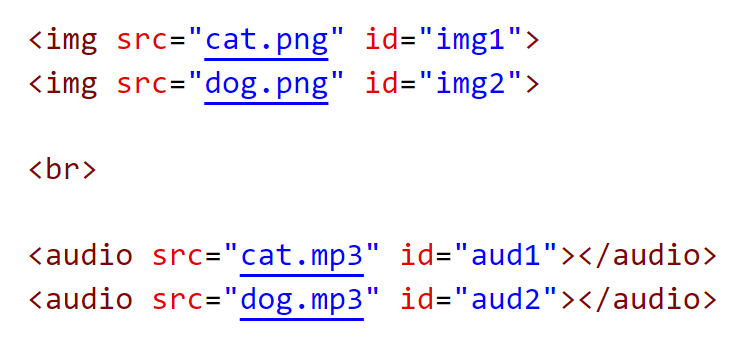 <img src="cat.png" id="img1">
<img src="dog.png" id="img2">
<br>
<audio src="cat.mp3" id="aud1"></audio>
<audio src="dog.mp3" id="aud2"></audio>